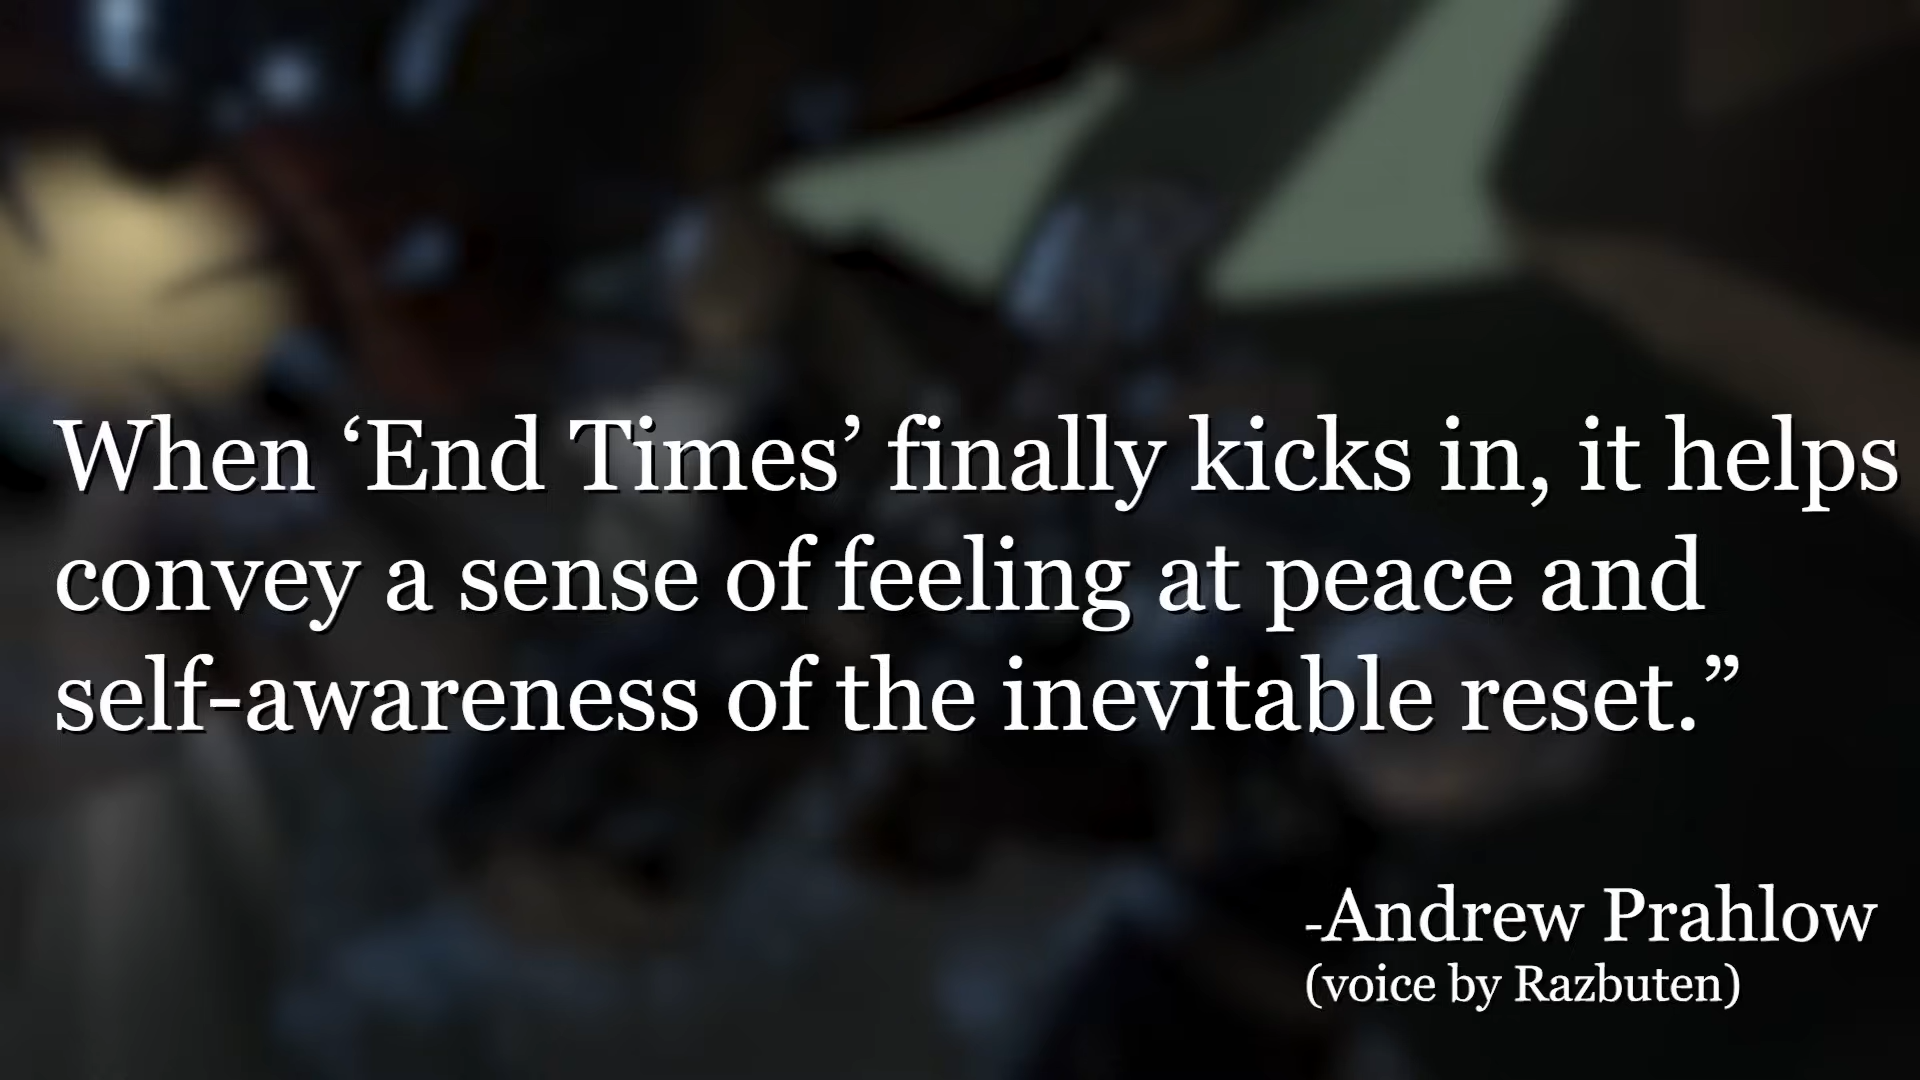 When ‘End Times’ finally kicks in, it helps
convey a sense of feeling at peace and
self-awareness of the inevitable reset.”
-Andrew Prahlow
(voice by Razbuten)